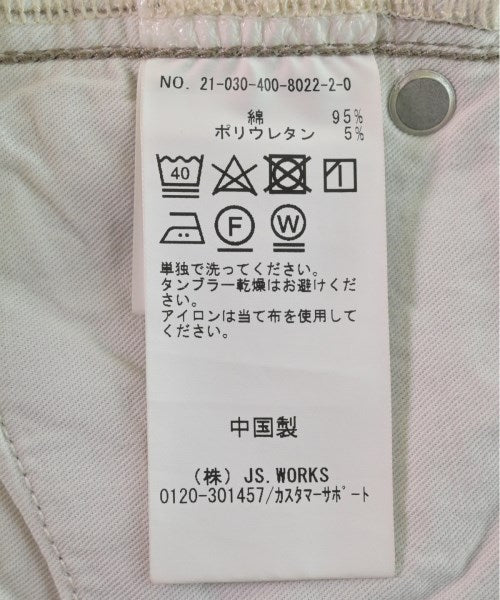 NO. 21-030-400-8022-2-0
綿 95%
ポリウレタン 5%
40
F W
単独で洗ってください。
タンブラー乾燥はお避けくだ
さい。
アイロンは当て布を使用して
ください。
中国製
(株) JS.WORKS
0120-301457/カスタマーサポート